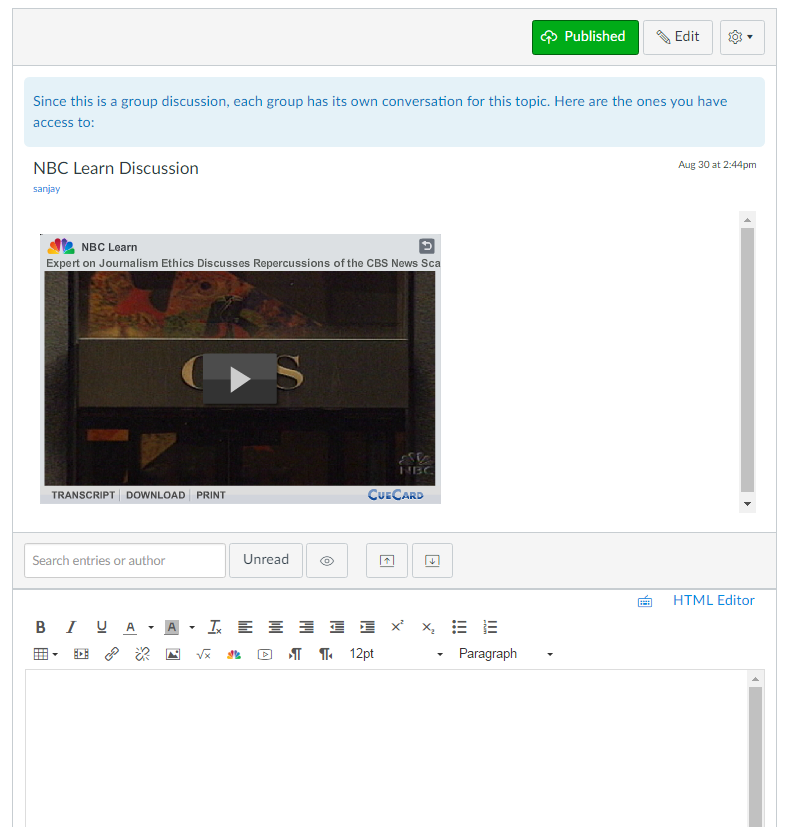 Published
Edit
Since this is a group discussion, each group has its own conversation for this topic. Here are the ones you have
access to:
NBC Learn Discussion
Aug 30 at 2:44pm
sanjay
NBC Learn
Expert on Journalism Ethics Discusses Repercussions of the CBS News Sca
C S
NBC
TRANSCRIPT DOWNLOAD PRINT
CUECARD
Search entries or author
Unread
HTML Editor
12pt
Paragraph